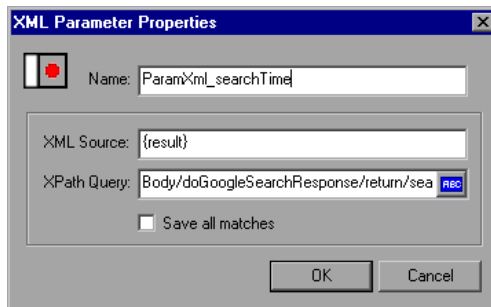 XML Parameter Properties
Name: ParamXml_searchTime
XML Source: {result}
XPath Query: Body/doGoogleSearchResponse/return/sea ABC
Save all matches
OK Cancel